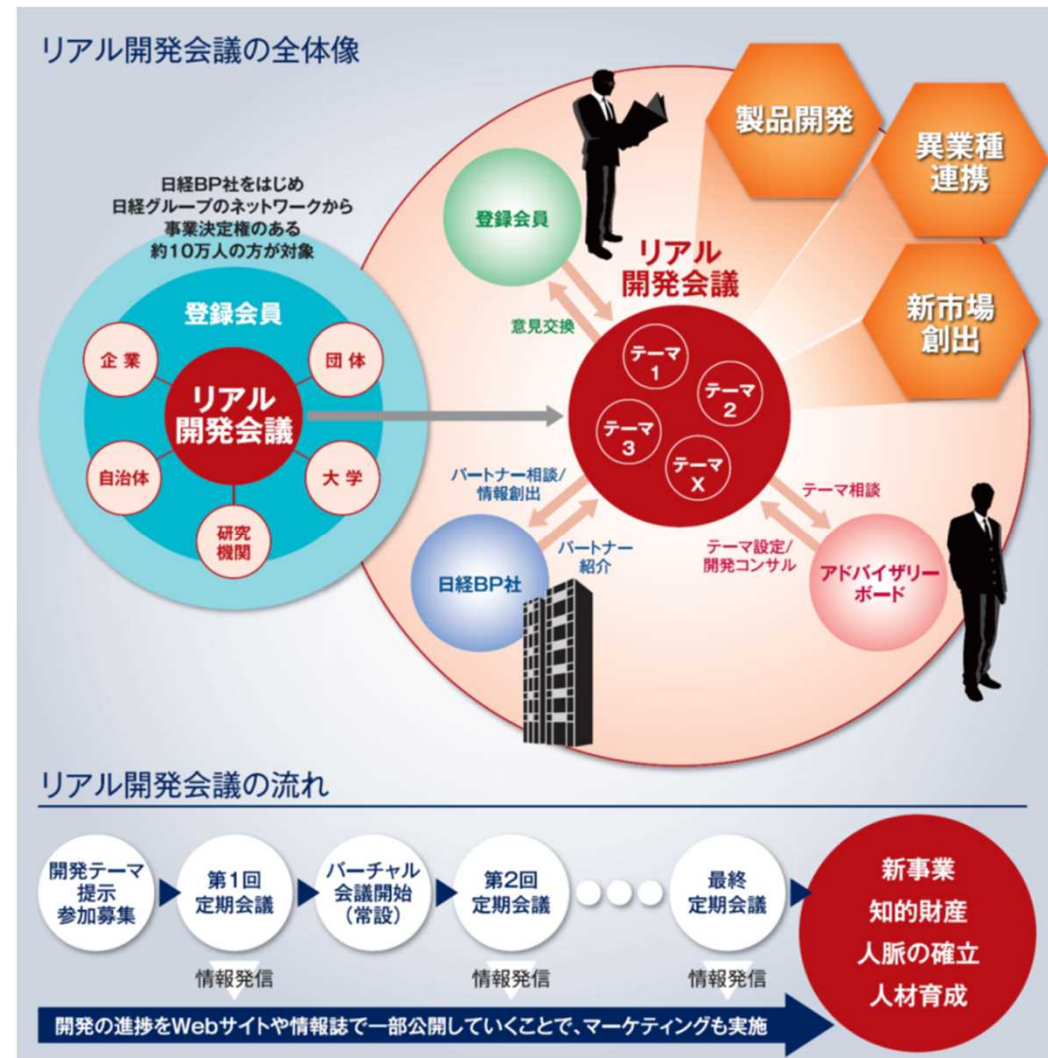 リアル開発会議の全体像
日経BP社をはじめ
日経グループのネットワークから
事業決定権のある
約10万人の方が対象
登録会員
企業
団体
リアル
開発会議
自治体
大学
研究
機関
製品開発
異業種
連携
新市場
創出
登録会員
リアル
開発会議
意見交換
テーマ
1
テーマ
2
テーマ
3
テーマ
X
パートナー相談/
情報創出
テーマ相談
パートナー
紹介
テーマ設定/
開発コンサル
日経BP社
アドバイザリー
ボード
リアル開発会議の流れ
開発テーマ
提示
参加募集
第1回
定期会議
バーチャル
会議開始
(常設)
第2回
定期会議
最終
定期会議
新事業
知的財産
人脈の確立
人材育成
情報発信
情報発信
情報発信
開発の進捗をWebサイトや情報誌で一部公開していくことで、マーケティングも実施